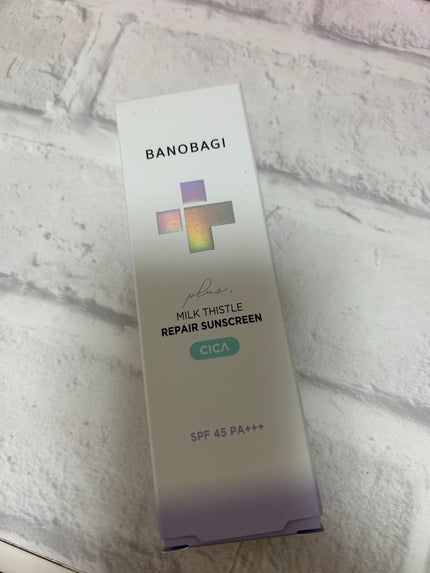 BANOBAGI
plus,
MILK THISTLE
REPAIR SUNSCREEN
CICA
SPF 45 PA+++